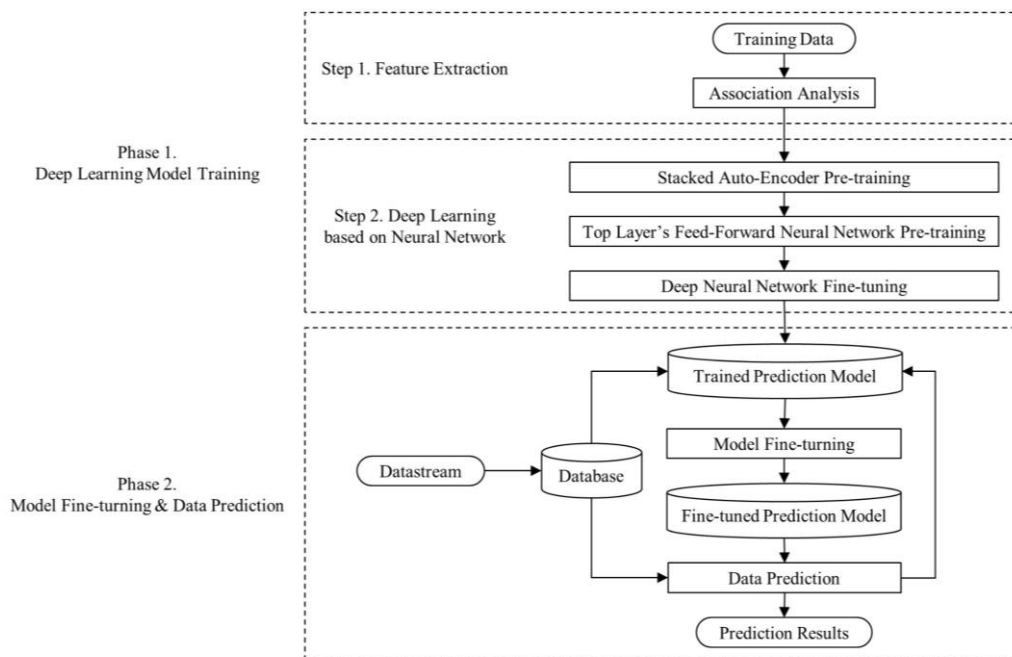 Training Data
Step 1. Feature Extraction
Association Analysis
Phase 1.
Deep Learning Model Training
Stacked Auto-Encoder Pre-training
Step 2. Deep Learning
based on Neural Network
Top Layer's Feed-Forward Neural Network Pre-training
Deep Neural Network Fine-tuning
Trained Prediction Model
Model Fine-turning
Datastream
Database
Phase 2.
Model Fine-turning & Data Prediction
Fine-tuned Prediction Model
Data Prediction
Prediction Results